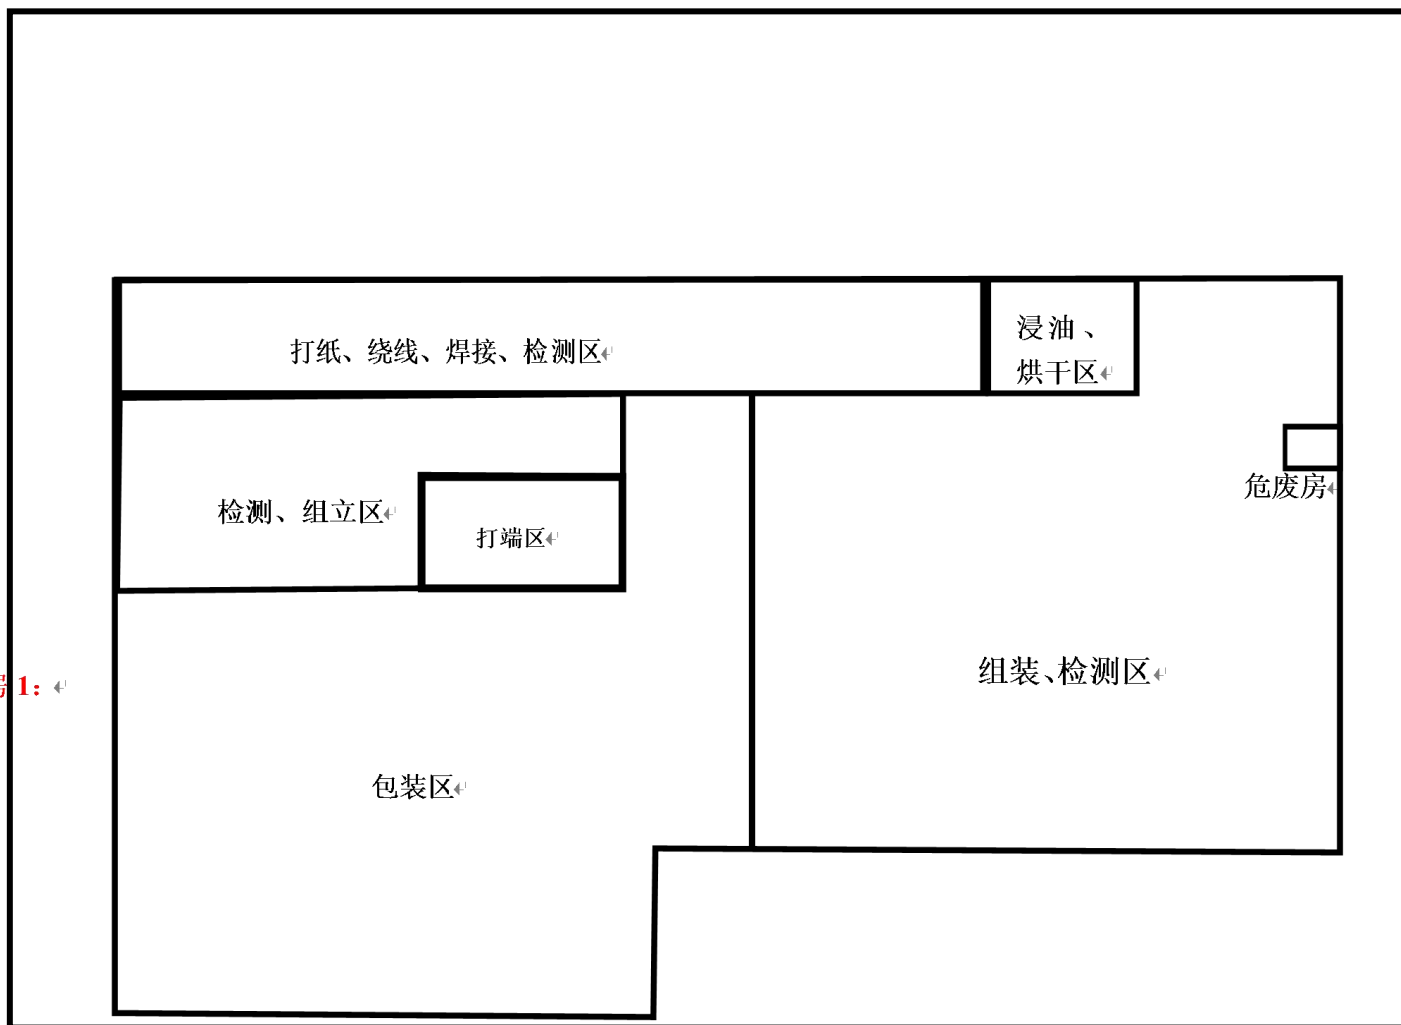 打纸、绕线、焊接、检测区
浸油、
烘干区
危废房
检测、组立区
打端区
组装、检测区
1：
包装区